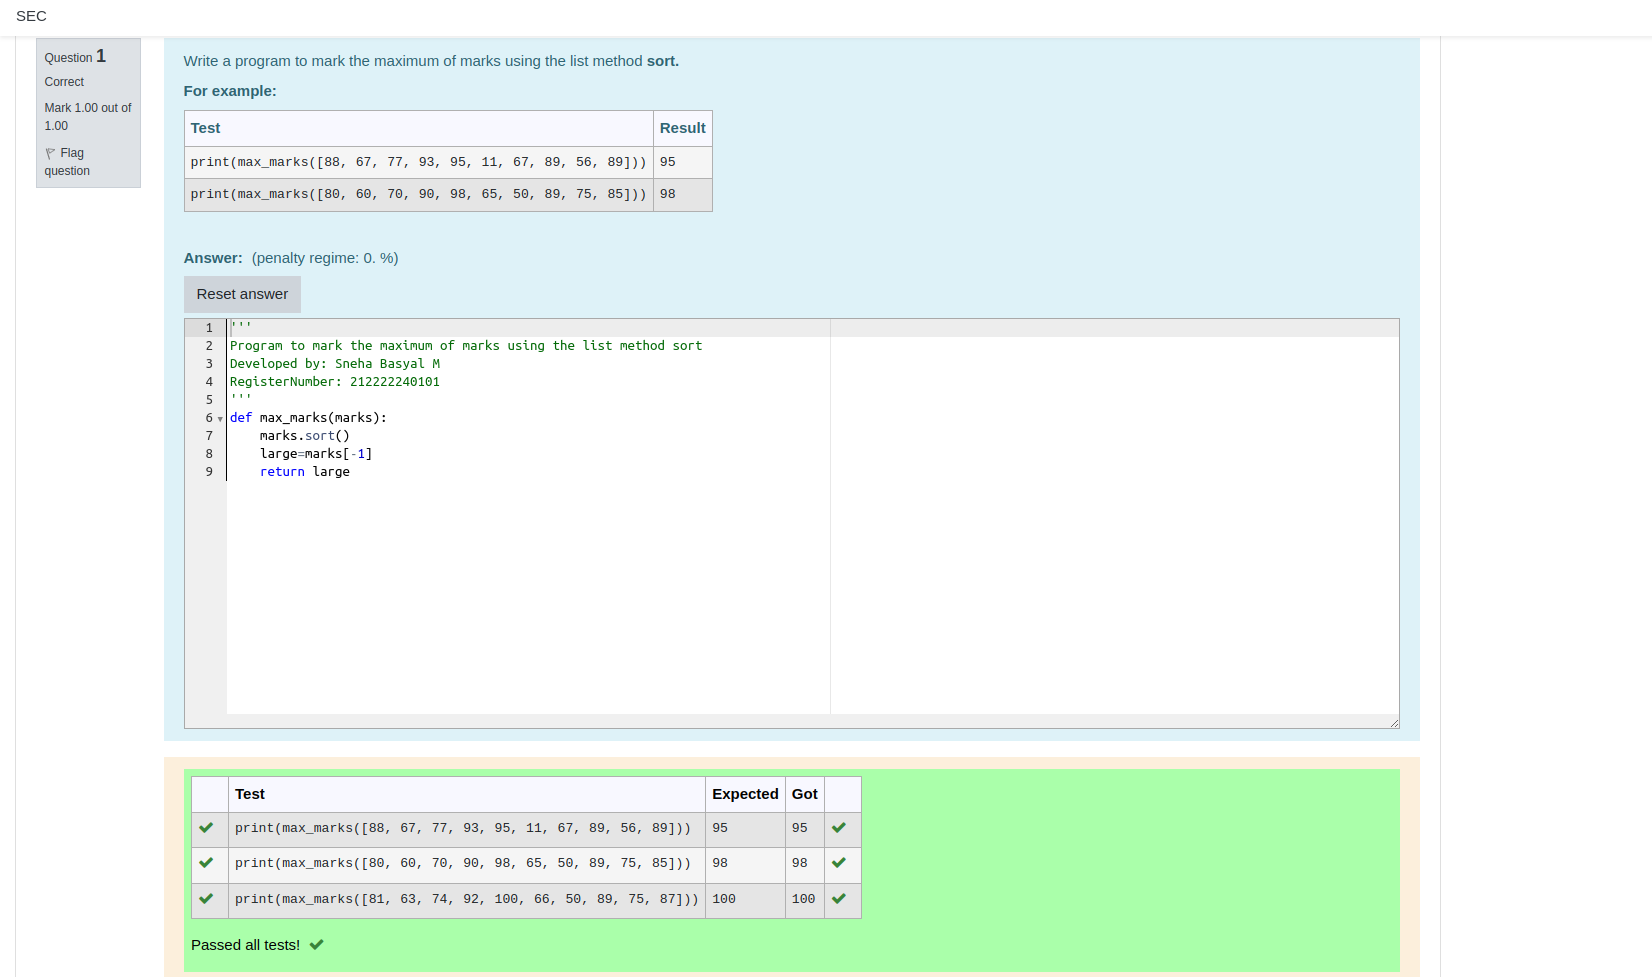 SEC
Question 1
Correct
Mark 1.00 out of
1.00
Flag
question
Write a program to mark the maximum of marks using the list method sort.
For example:
Test Result
print(max_marks([88, 67, 77, 93, 95, 11, 67, 89, 56, 89])) 95
print(max_marks([80, 60, 70, 90, 98, 65, 50, 89, 75, 85])) 98
Answer: (penalty regime: 0. %)
Reset answer
1 '''
2 Program to mark the maximum of marks using the list method sort
3 Developed by: Sneha Basyal M
4 RegisterNumber: 212222240101
5 '''
6 def max_marks(marks):
7     marks.sort()
8     large=marks[-1]
9     return large
Test Expected Got
print(max_marks([88, 67, 77, 93, 95, 11, 67, 89, 56, 89])) 95 95
print(max_marks([80, 60, 70, 90, 98, 65, 50, 89, 75, 85])) 98 98
print(max_marks([81, 63, 74, 92, 100, 66, 50, 89, 75, 87])) 100 100
Passed all tests!